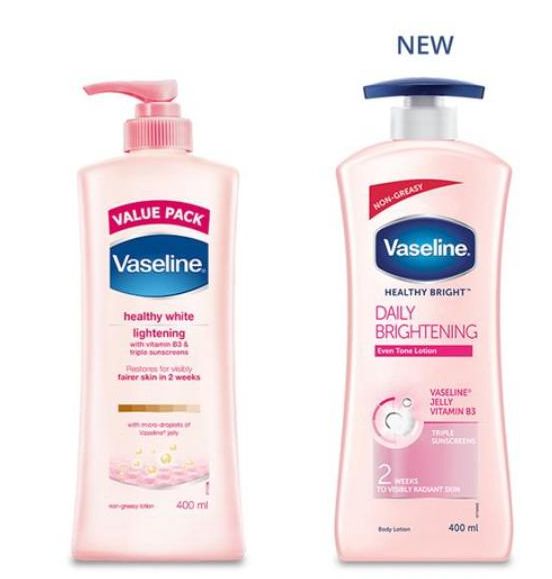 NEW
VALUE PACK
Vaseline
healthy white
lightening
with vitamin B3 &
triple sunscreens
Restores for visibly
fairer skin in 2 weeks
with micro-droplets of
Vaseline® jelly
non-greasy lotion
400 ml
NON-GREASY
Vaseline.
HEALTHY BRIGHT™
DAILY
BRIGHTENING
Even Tone Lotion
VASELINE®
JELLY
VITAMIN B3
TRIPLE
SUNSCREENS
2 WEEKS
TO VISIBLY RADIANT SKIN
Body Lotion
400 ml